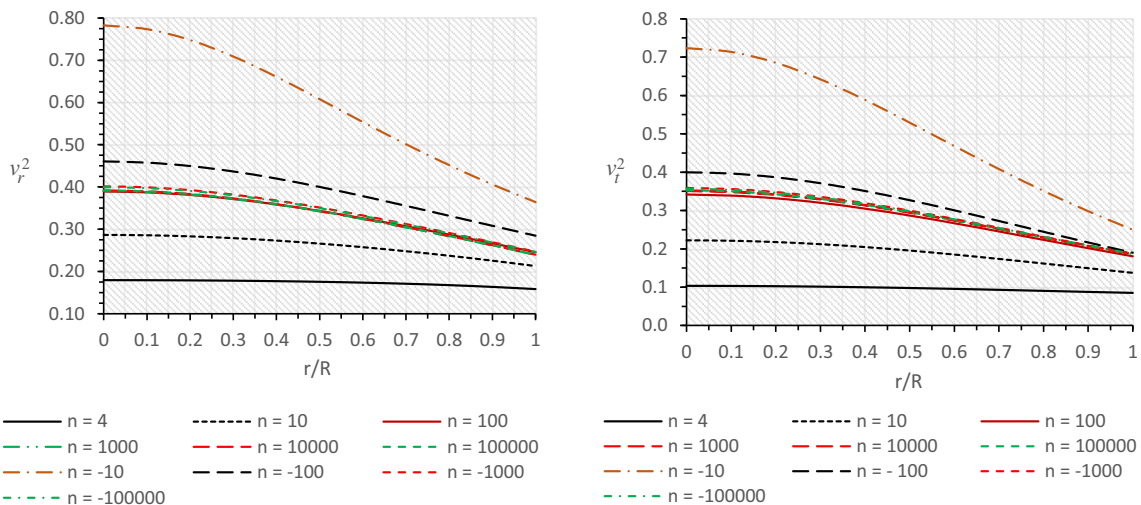 0.80
0.70
0.60
0.50
0.40
0.30
0.20
0.10
v_r^2
0 0.1 0.2 0.3 0.4 0.5 0.6 0.7 0.8 0.9 1
r/R
n = 4 n = 10 n = 100
n = 1000 n = 10000 n = 100000
n = -10 n = -100 n = -1000
n = -100000
0.8
0.7
0.6
0.5
0.4
0.3
0.2
0.1
0.0
v_t^2
0 0.1 0.2 0.3 0.4 0.5 0.6 0.7 0.8 0.9 1
r/R
n = 4 n = 10 n = 100
n = 1000 n = 10000 n = 100000
n = -10 n = - 100 n = -1000
n = -100000